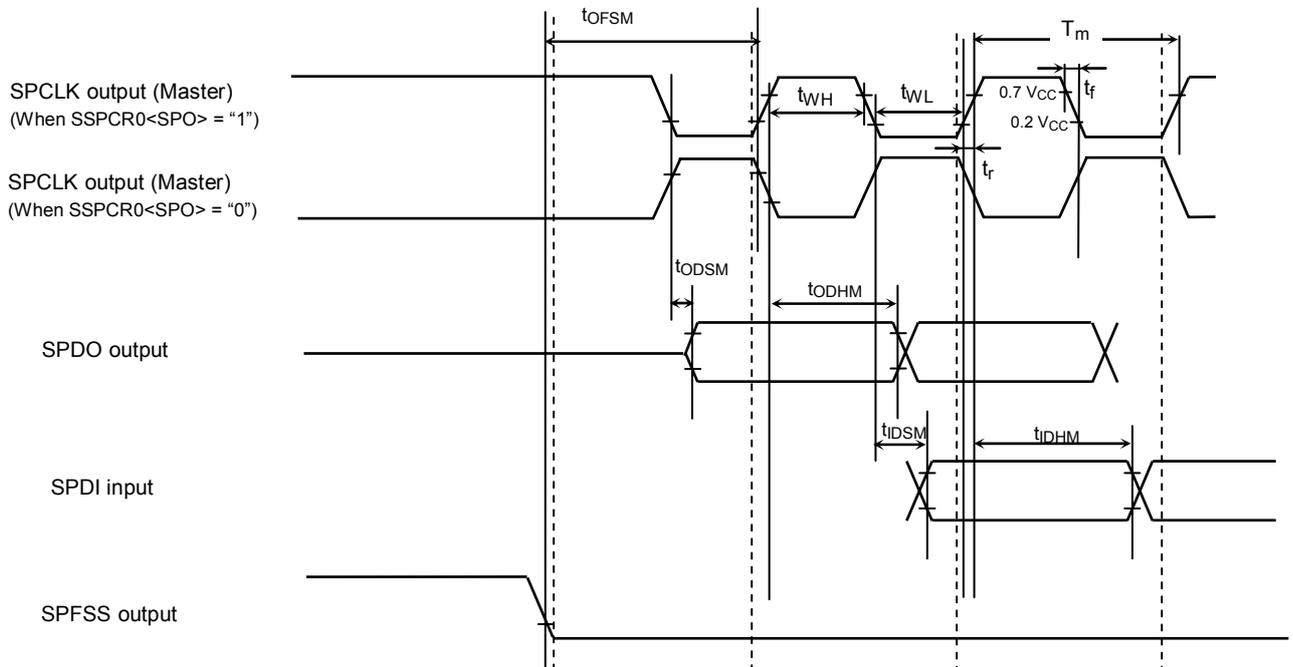 tOFSM
Tm
SPCLK output (Master)
(When SSPCR0<SPO> = “1”)
tWH
tWL
0.7 VCC
tf
0.2 VCC
tr
SPCLK output (Master)
(When SSPCR0<SPO> = “0”)
tODSM
tODHM
SPDO output
tIDSM
tIDHM
SPDI input
SPFSS output